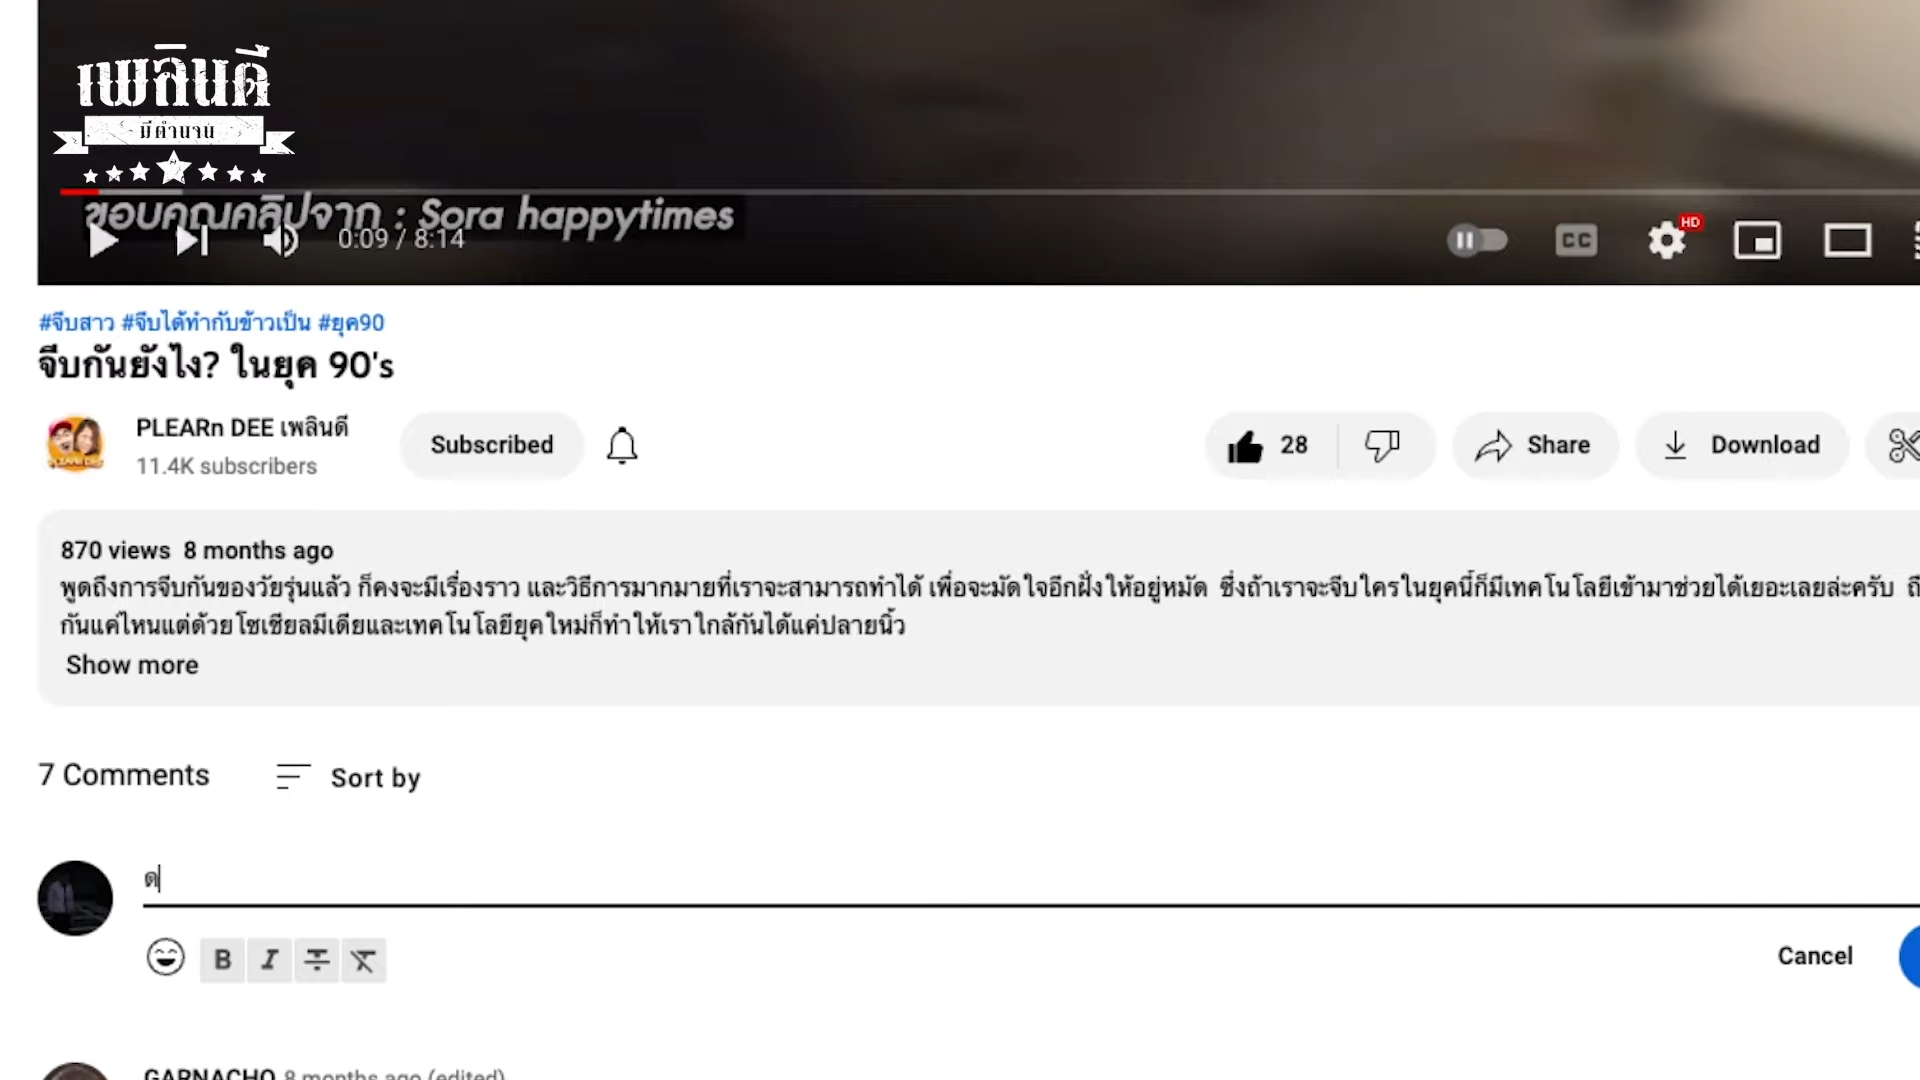 เพลินดี
มีตำนาน
ขอบคุณคลิปจาก : Sora happytimes
0:09 / 8:14
CC
HD
#จีบสาว #จีบได้ทำกับข้าวเป็น #ยุค90
จีบกันยังไง? ในยุค 90's
PLEARn DEE เพลินดี
11.4K subscribers
Subscribed
28
Share
Download
870 views 8 months ago
พูดถึงการจีบกันของวัยรุ่นแล้ว ก็คงจะมีเรื่องราว และวิธีการมากมายที่เราจะสามารถทำได้ เพื่อจะมัดใจอีกฝั่งให้อยู่หมัด ซึ่งถ้าเราจะจีบใครในยุคนี้ก็มีเทคโนโลยีเข้ามาช่วยได้เยอะเลยล่ะครับ
กันแค่ไหนแต่ด้วยโซเชียลมีเดียและเทคโนโลยียุคใหม่ก็ทำให้เราใกล้กันได้แค่ปลายนิ้ว
Show more
7 Comments
Sort by
ด
B I
Cancel
GARNACHO 8 months ago (edited)